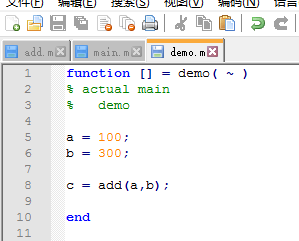 文件(F) 编辑(E) 搜索(S) 视图(V) 编码(N) 语言
add.m main.m demo.m
1 function [] = demo( ~ )
2 % actual main
3 %   demo
4
5 a = 100;
6 b = 300;
7
8 c = add(a,b);
9
10 end
11